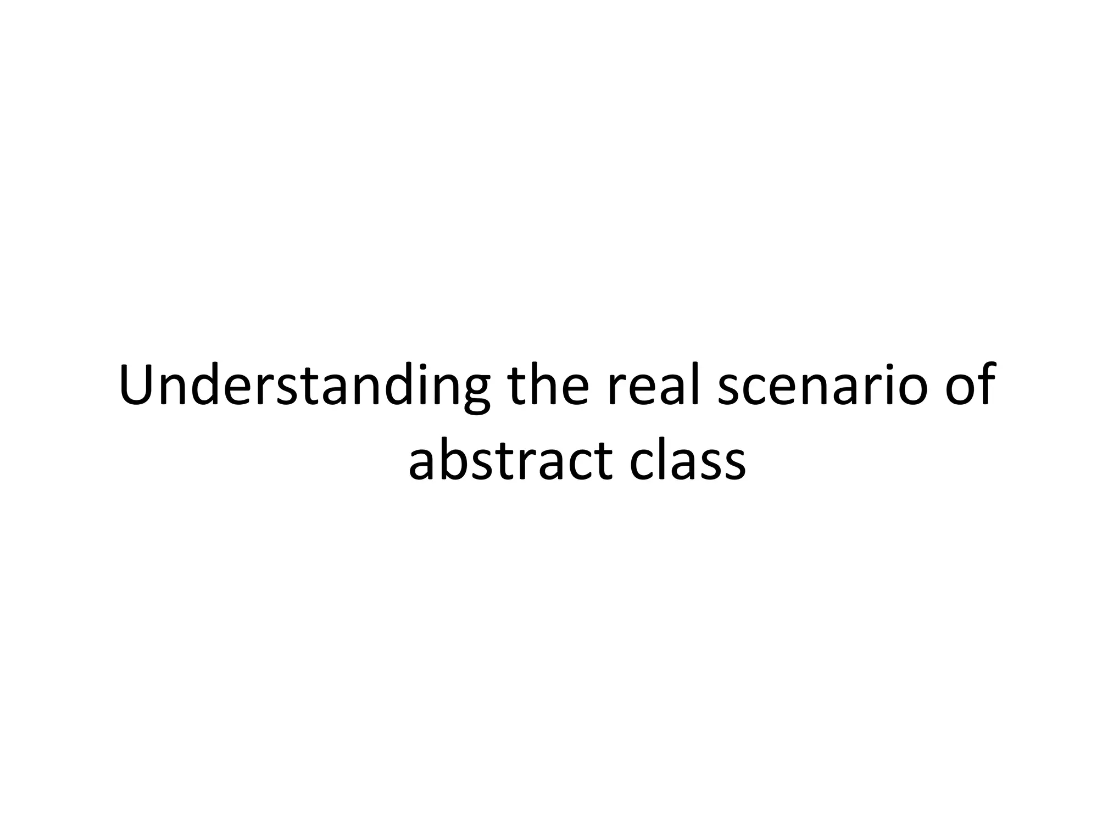 Understanding the real scenario of
abstract class